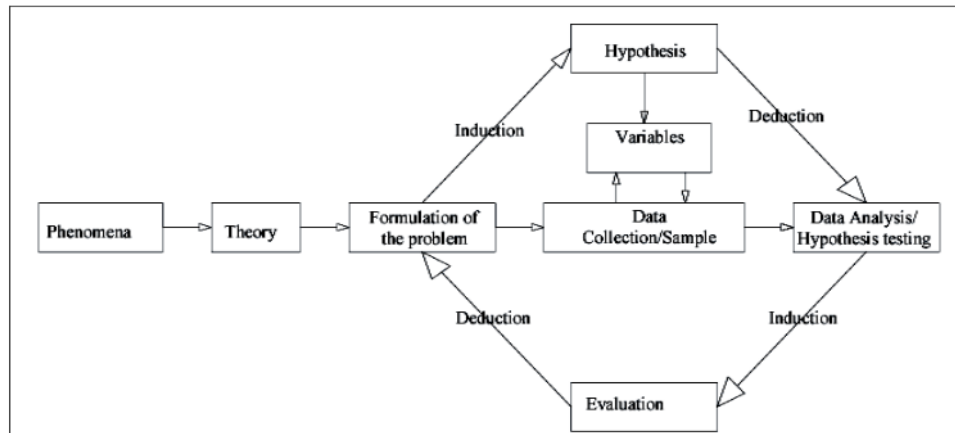 Hypothesis
Induction
Deduction
Variables
Phenomena
Theory
Formulation of
the problem
Data
Collection/Sample
Data Analysis/
Hypothesis testing
Deduction
Induction
Evaluation